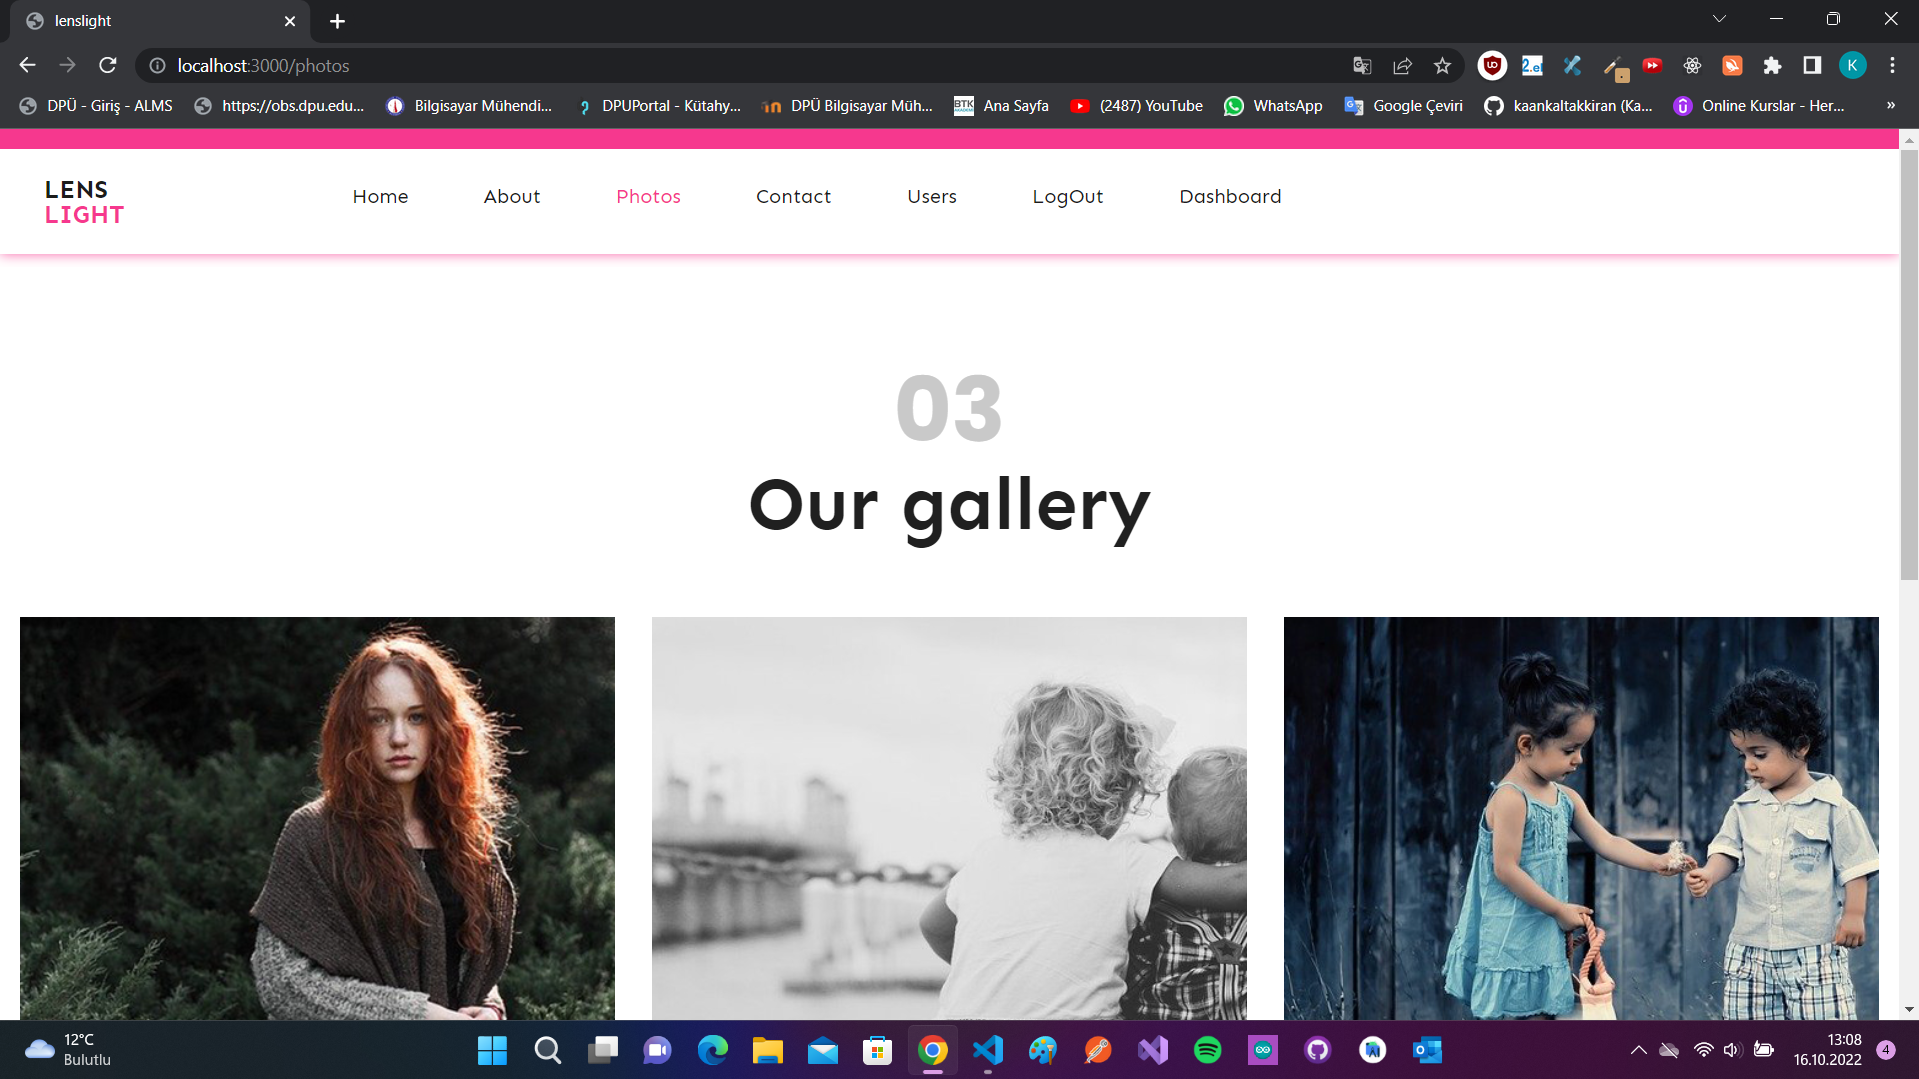 lenslight
localhost:3000/photos
K
DPÜ - Giriş - ALMS
https://obs.dpu.edu...
Bilgisayar Mühendi...
DPUPortal - Kütahy...
DPÜ Bilgisayar Müh...
BTK
Ana Sayfa
(2487) YouTube
WhatsApp
Google Çeviri
kaankaltakkiran (Ka...
Online Kurslar - Her...
»
LENS
LIGHT
Home
About
Photos
Contact
Users
LogOut
Dashboard
03
Our gallery
12°C
Bulutlu
13:08
16.10.2022
4